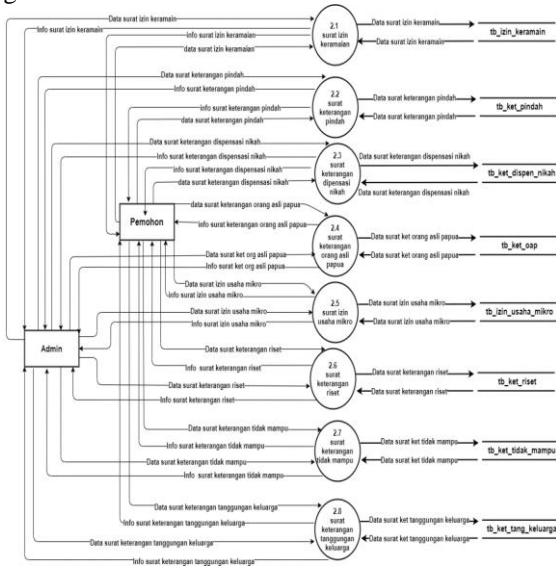 g
Data surat izin keramain
Info surat izin keramain
info surat izin keramaian
data surat izin keramaian
2.1
surat izin
keramaian
Data surat izin keramain
Data surat izin keramain
tb_izin_keramain
Data surat keterangan pindah
Info surat keterangan pindah
info surat keterangan pindah
data surat keterangan pindah
2.2
surat
keterangan
pindah
Data surat keterangan pindah
Data surat keterangan pindah
tb_ket_pindah
Data surat keterangan dispensasi nikah
Info surat keterangan dispensasi nikah
info surat keterangan dispensasi nikah
data surat keterangan dispensasi nikah
2.3
surat
keterangan
dipensasi
nikah
Data surat keterangan dispensasi nikah
Data surat keterangan dispensasi nikah
tb_ket_dispen_nikah
Pemohon
data surat keterangan orang asli papua
info surat keterangan orang asli papua
Data surat ket org asli papua
Info surat ket org asli papua
2.4
surat
keterangan
orang asli
papua
Data surat ket orang asli papua
Data surat ket orang asli papua
tb_ket_oap
Data surat izin usaha mikro
Info surat izin usaha mikro
Data surat izin usaha mikro
Info surat izin usaha mikro
2.5
surat izin
usaha mikro
Data surat izin usaha mikro
Data surat izin usaha mikro
tb_izin_usaha_mikro
Admin
Data surat keterangan riset
Info surat keterangan riset
Data surat keterangan riset
Info surat keterangan riset
2.6
surat
keterangan
riset
Data surat keterangan riset
Data surat keterangan riset
tb_ket_riset
Data surat keterangan tidak mampu
Info surat keterangan tidak mampu
Data surat keterangan tidak mampu
Info surat keterangan tidak mampu
2.7
surat
keterangan
tidak mampu
Data surat ket tidak mampu
Data surat ket tidak mampu
tb_ket_tidak_mampu
Data surat keterangan tanggungan keluarga
Info surat keterangan tanggungan keluarga
Data surat keterangan tanggungan keluarga
Info surat keterangan tanggungan keluarga
2.8
surat
keterangan
tanggungan
keluarga
Data surat ket tanggungan keluarga
Data surat ket tanggungan keluarga
tb_ket_tang_keluarga